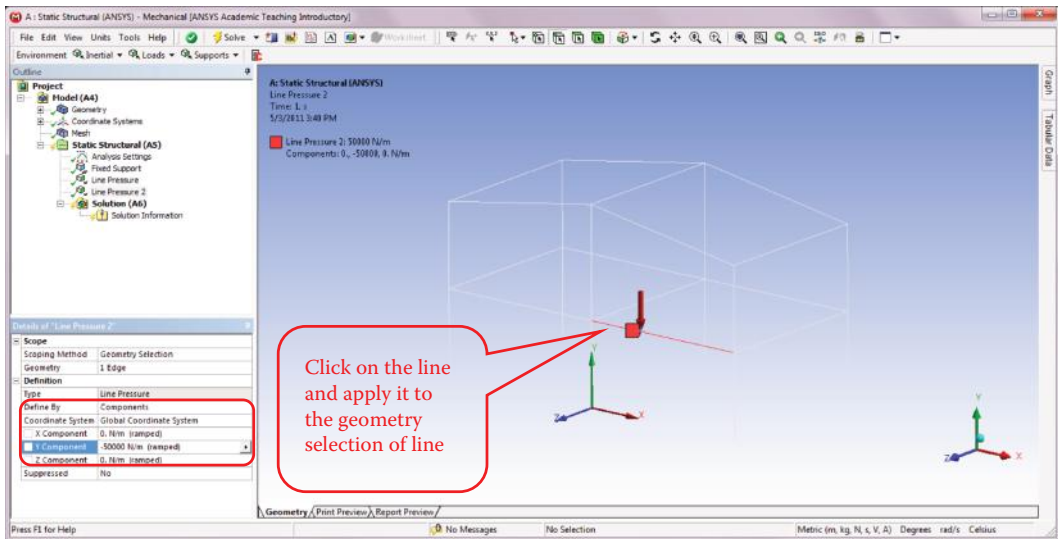 A : Static Structural (ANSYS) - Mechanical [ANSYS Academic Teaching Introductory]
File Edit View Units Tools Help Solve Worksheet
Environment Inertial Loads Supports
Outline
Project
Model (A4)
Geometry
Coordinate Systems
Mesh
Static Structural (A5)
Analysis Settings
Fixed Support
Line Pressure
Line Pressure 2
Solution (A6)
Solution Information
Details of "Line Pressure 2"
Scope
Scoping Method Geometry Selection
Geometry 1 Edge
Definition
Type Line Pressure
Define By Components
Coordinate System Global Coordinate System
X Component 0. N/m (ramped)
Y Component -50000 N/m (ramped)
Z Component 0. N/m (ramped)
Suppressed No
A: Static Structural (ANSYS)
Line Pressure 2
Time: 1. s
5/3/2011 3:48 PM
Line Pressure 2: 50000 N/m
Components: 0., -50000, 0. N/m
Click on the line
and apply it to
the geometry
selection of line
Y
Z
X
Y
Z
X
Graph
Tabular Data
Geometry Print Preview Report Preview
Press F1 for Help
No Messages
No Selection
Metric (m, kg, N, s, V, A) Degrees rad/s Celsius